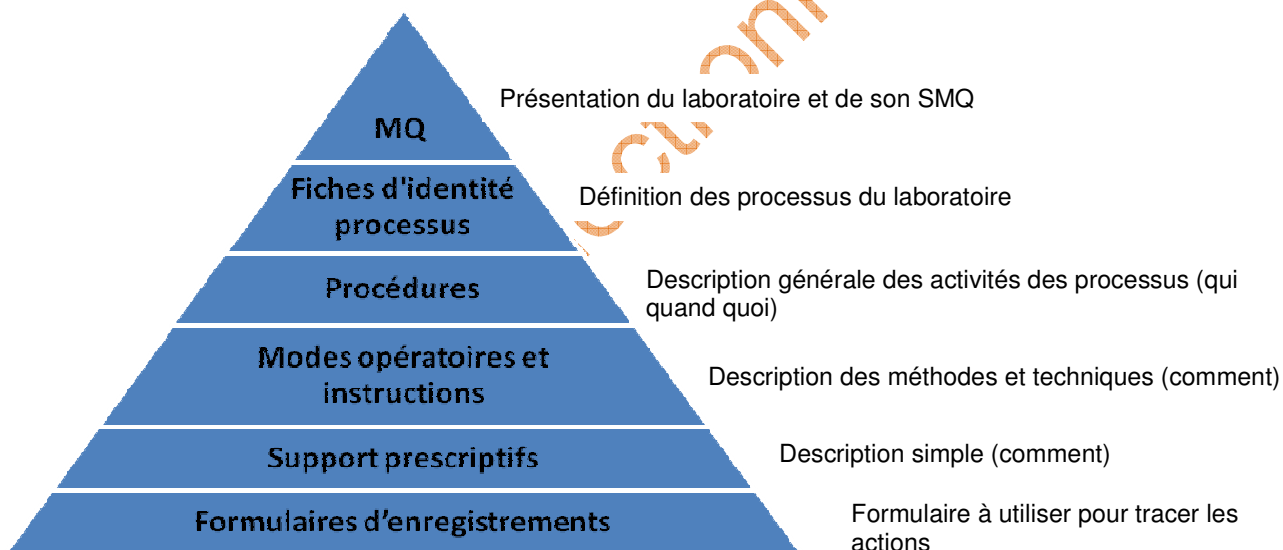 MQ
Présentation du laboratoire et de son SMQ
Fiches d'identité
processus
Définition des processus du laboratoire
Procédures
Description générale des activités des processus (qui
quand quoi)
Modes opératoires et
instructions
Description des méthodes et techniques (comment)
Support prescriptifs
Description simple (comment)
Formulaires d’enregistrements
Formulaire à utiliser pour tracer les
actions